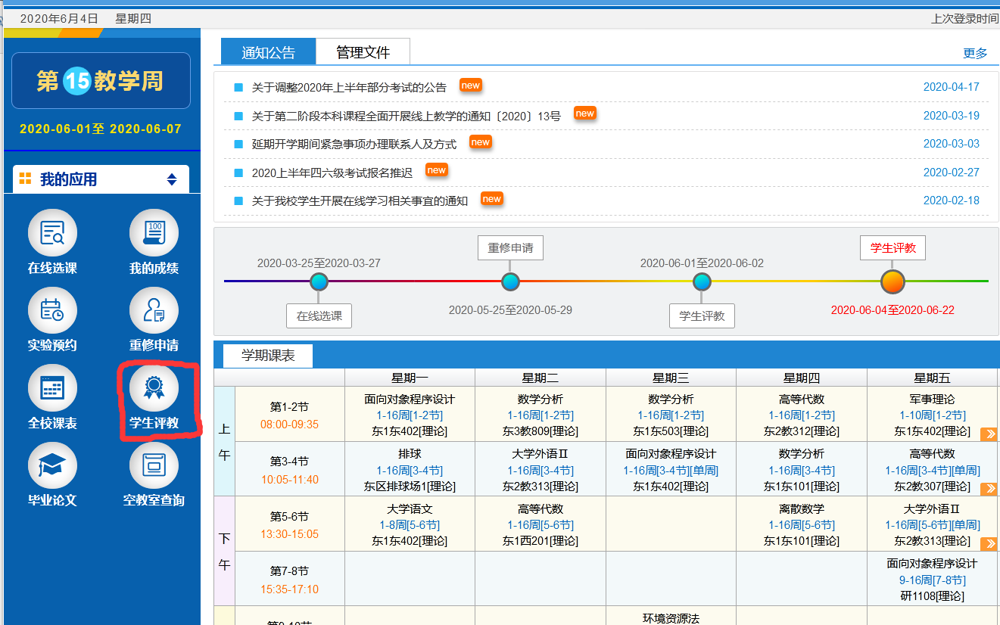 2020年6月4日 星期四
上次登录时间
第15教学周
2020-06-01至 2020-06-07
我的应用
在线选课
我的成绩
实验预约
重修申请
全校课表
学生评教
毕业论文
空教室查询
通知公告
管理文件
更多
关于调整2020年上半年部分考试的公告 new 2020-04-17
关于第二阶段本科课程全面开展线上教学的通知〔2020〕13号 new 2020-03-19
延期开学期间紧急事项办理联系人及方式 new 2020-03-03
2020上半年四六级考试报名推迟 new 2020-02-27
关于我校学生开展在线学习相关事宜的通知 new 2020-02-18
2020-03-25至2020-03-27
在线选课
重修申请
2020-05-25至2020-05-29
2020-06-01至2020-06-02
学生评教
学生评教
2020-06-04至2020-06-22
学期课表
星期一 星期二 星期三 星期四 星期五
上午
第1-2节
08:00-09:35
面向对象程序设计
1-16周[1-2节]
东1东402[理论]
数学分析
1-16周[1-2节]
东3教809[理论]
数学分析
1-16周[1-2节]
东1东503[理论]
高等代数
1-16周[1-2节]
东2教312[理论]
军事理论
1-10周[1-2节]
东1东402[理论]
第3-4节
10:05-11:40
排球
1-16周[3-4节]
东区排球场1[理论]
大学外语Ⅱ
1-16周[3-4节]
东2教313[理论]
面向对象程序设计
1-16周[3-4节][单周]
东1东402[理论]
数学分析
1-16周[3-4节]
东1东101[理论]
高等代数
1-16周[3-4节][单周]
东2教307[理论]
下午
第5-6节
13:30-15:05
大学语文
1-8周[5-6节]
东1东402[理论]
高等代数
1-16周[5-6节]
东1西201[理论]
离散数学
1-16周[5-6节]
东1东101[理论]
大学外语Ⅱ
1-16周[5-6节][单周]
东2教313[理论]
第7-8节
15:35-17:10
面向对象程序设计
9-16周[7-8节]
研1108[理论]
第9-10节
环境资源法